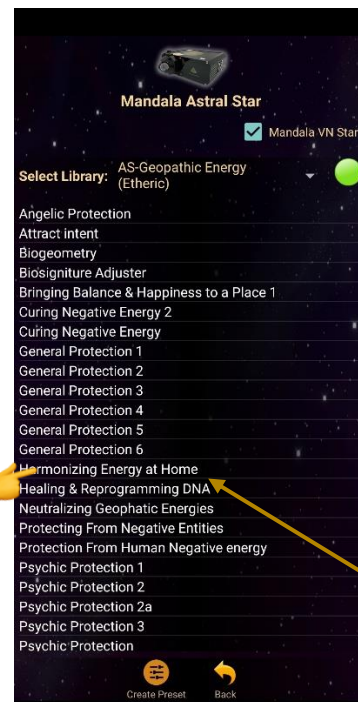 Mandala Astral Star
Mandala VN Star
Select Library:
AS-Geopathic Energy
(Etheric)
Angelic Protection
Attract intent
Biogeometry
Biosigniture Adjuster
Bringing Balance & Happiness to a Place 1
Curing Negative Energy 2
Curing Negative Energy
General Protection 1
General Protection 2
General Protection 3
General Protection 4
General Protection 5
General Protection 6
Harmonizing Energy at Home
Healing & Reprogramming DNA
Neutralizing Geophatic Energies
Protecting From Negative Entities
Protection From Human Negative energy
Psychic Protection 1
Psychic Protection 2
Psychic Protection 2a
Psychic Protection 3
Psychic Protection
Create Preset
Back